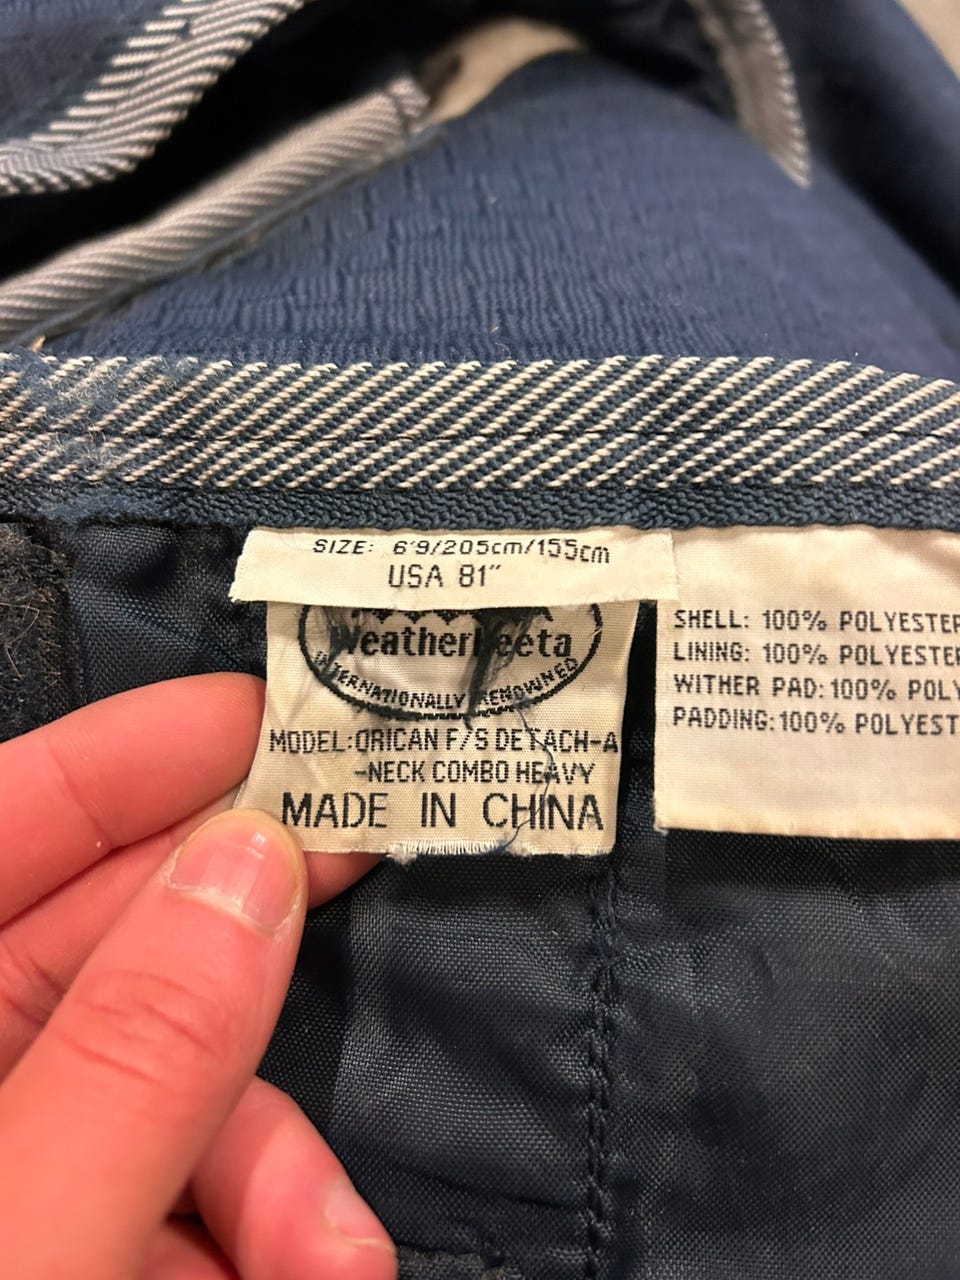 SIZE: 6'9/205cm/155cm
USA 81"
WeatherBeeta
INTERNATIONALLY RENOWNED
MODEL:ORICAN F/S DETACH-A
-NECK COMBO HEAVY
MADE IN CHINA
SHELL: 100% POLYESTER
LINING: 100% POLYESTER
WITHER PAD: 100% POLY
PADDING: 100% POLYEST